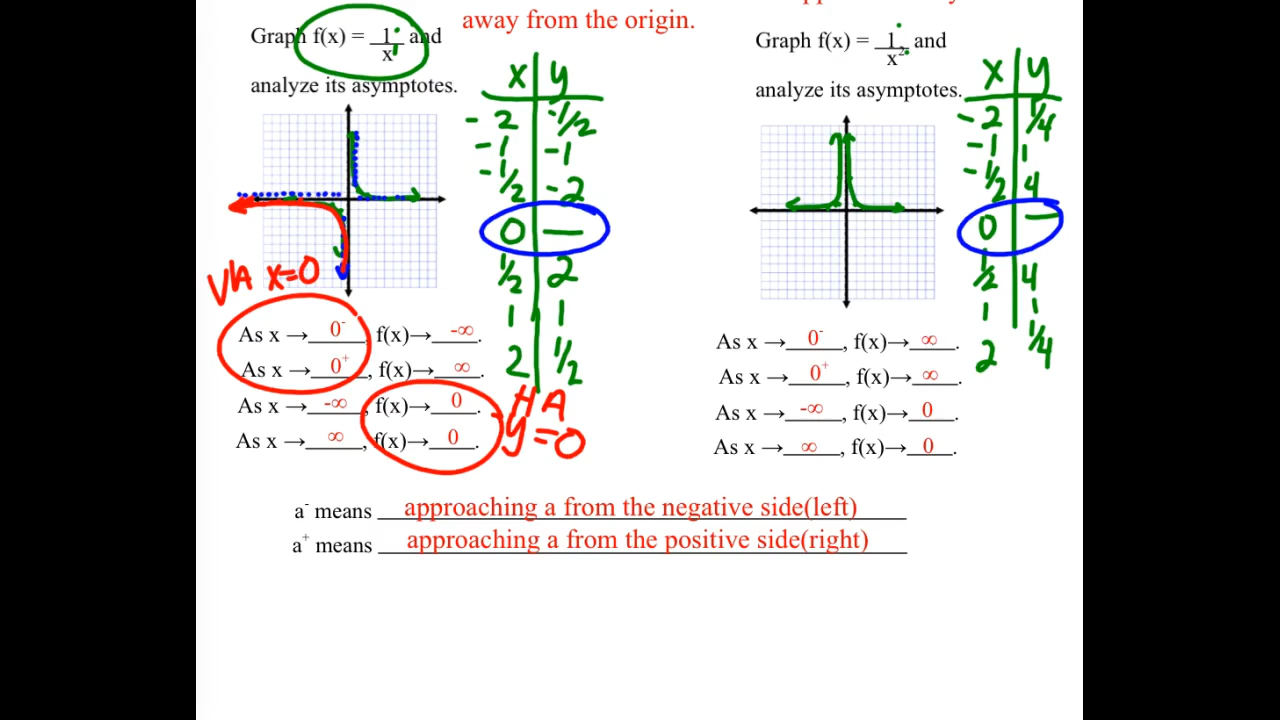 away from the origin.
Graph f(x) = 1/x and
analyze its asymptotes.
x | y
-2 | -1/2
-1 | -1
-1/2 | -2
0 | —
1/2 | 2
1 | 1
2 | 1/2
VA x=0
As x → 0⁻, f(x)→ -∞.
As x → 0⁺, f(x)→ ∞.
As x → -∞, f(x)→ 0.
As x → ∞, f(x)→ 0.
HA
y=0
Graph f(x) = 1/x² and
analyze its asymptotes.
x | y
-2 | 1/4
-1 | 1
-1/2 | 4
0 | —
1/2 | 4
1 | 1
2 | 1/4
As x → 0⁻, f(x)→ ∞.
As x → 0⁺, f(x)→ ∞.
As x → -∞, f(x)→ 0.
As x → ∞, f(x)→ 0.
a⁻ means approaching a from the negative side(left)
a⁺ means approaching a from the positive side(right)